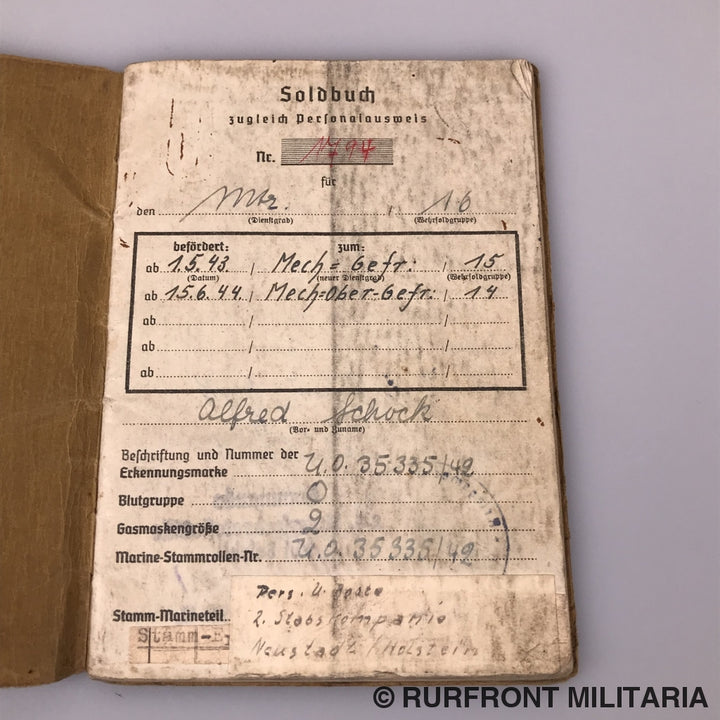 Soldbuch
zugleich Personalausweis
Nr. 1794
für
den Mtr. / 16
(Dienstgrad) (Wehrsoldgruppe)
befördert: zum:
ab 1.5.43. / Mech= Gefr: / 15
(Datum) (neuer Dienstgrad) (Wehrsoldgruppe)
ab 15.6.44. / Mech=Ober-Gefr: / 14
ab / /
ab / /
ab / /
Alfred Schock
(Vor- und Zuname)
Beschriftung und Nummer der
Erkennungsmarke U.O. 35335/42
Blutgruppe O
Gasmaskengröße 2
Marine-Stammrollen-Nr. U.O. 35335/42
Pers. U.
Stamm-Marineteil 2. Stabskompanie
Stamm-E. Neustadt / Holstein
© RURFRONT MILITARIA